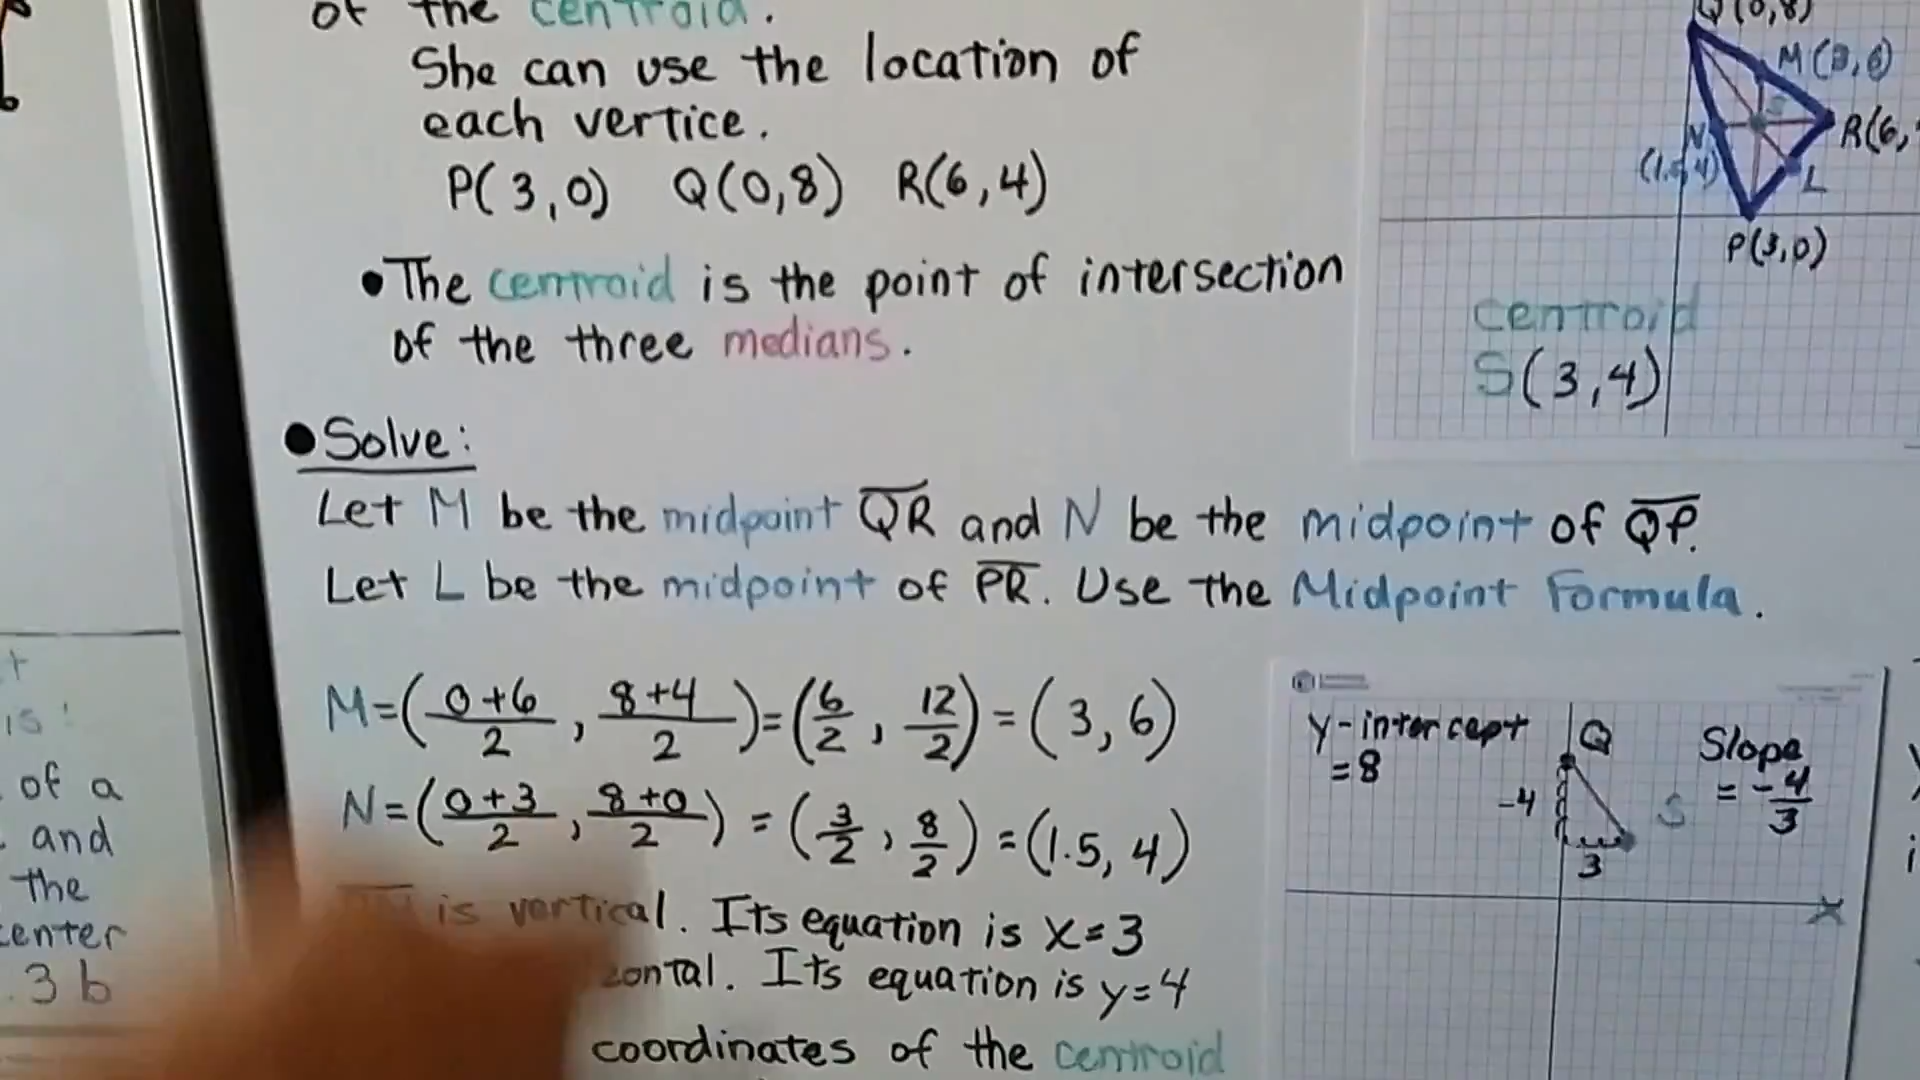 of the centroid.
She can use the location of
each vertice.
P(3,0) Q(0,8) R(6,4)
•The centroid is the point of intersection
of the three medians.
•Solve:
Let M be the midpoint QR and N be the midpoint of QP.
Let L be the midpoint of PR. Use the Midpoint Formula.
M=(0+6/2, 8+4/2)=(6/2, 12/2)=(3,6)
N=(0+3/2, 8+0/2)=(3/2, 8/2)=(1.5, 4)
is vertical. Its equation is x=3
Its equation is y=4
coordinates of the centroid
Q(0,8)
M(3,6)
S
R(6,
N
(1.5,4)
L
P(3,0)
centroid
S(3,4)
y-intercept
=8
Q
Slope
=-4/3
-4
S
3
X
is!
of a
and
the
center
.3b